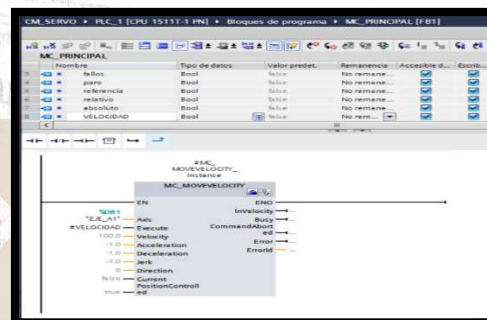 CM_SERVO ▸ PLC_1 [CPU 1511T-1 PN] ▸ Bloques de programa ▸ MC_PRINCIPAL [FB1]
MC_PRINCIPAL
Nombre Tipo de datos Valor predet. Remanencia Accesible d... Escrib...
fallos Bool false No remane...
paro Bool false No remane...
referencia Bool false No remane...
relativo Bool false No remane...
absoluto Bool false No remane...
VELOCIDAD Bool false No rem...
#MC_
MOVEVELOCITY_
Instance
MC_MOVEVELOCITY
EN ENO
%DB1
"EJE_A1" Axis InVelocity
#VELOCIDAD Execute Busy
100.0 Velocity CommandAbort
-1.0 Acceleration ed
-1.0 Deceleration Error
-1.0 Jerk ErrorId
0 Direction
false Current
PositionControll
true ed